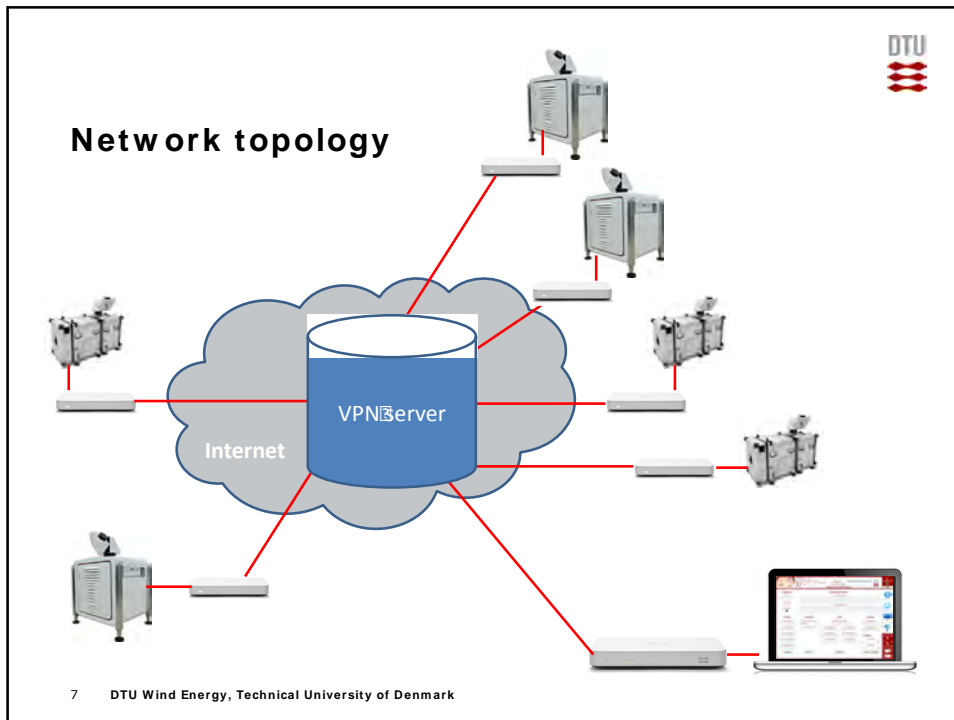 DTU
Network topology
VPN server
Internet
7 DTU Wind Energy, Technical University of Denmark